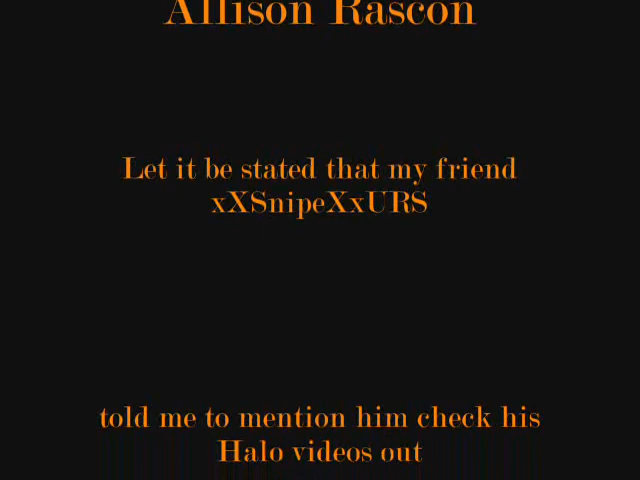 Allison Rascon
Let it be stated that my friend
xXSnipeXxURS
told me to mention him check his
Halo videos out